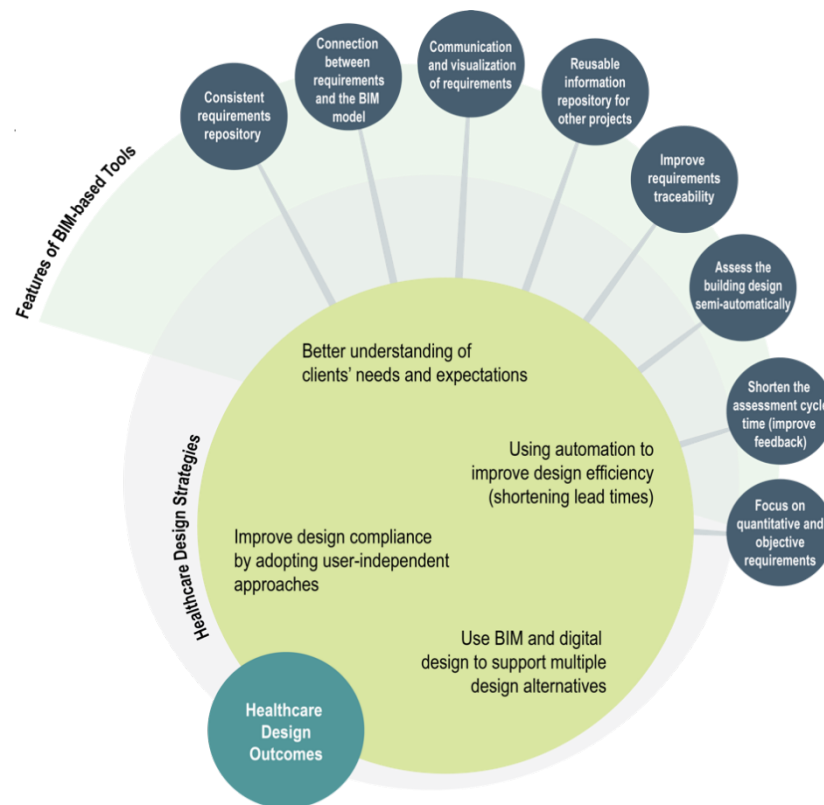 Consistent
requirements
repository
Connection
between
requirements
and the BIM
model
Communication
and visualization
of requirements
Reusable
information
repository for
other projects
Improve
requirements
traceability
Assess the
building design
semi-automatically
Shorten the
assessment cycle
time (improve
feedback)
Focus on
quantitative and
objective
requirements
Features of BIM-based Tools
Healthcare Design Strategies
Better understanding of
clients’ needs and expectations
Using automation to
improve design efficiency
(shortening lead times)
Improve design compliance
by adopting user-independent
approaches
Use BIM and digital
design to support multiple
design alternatives
Healthcare
Design
Outcomes